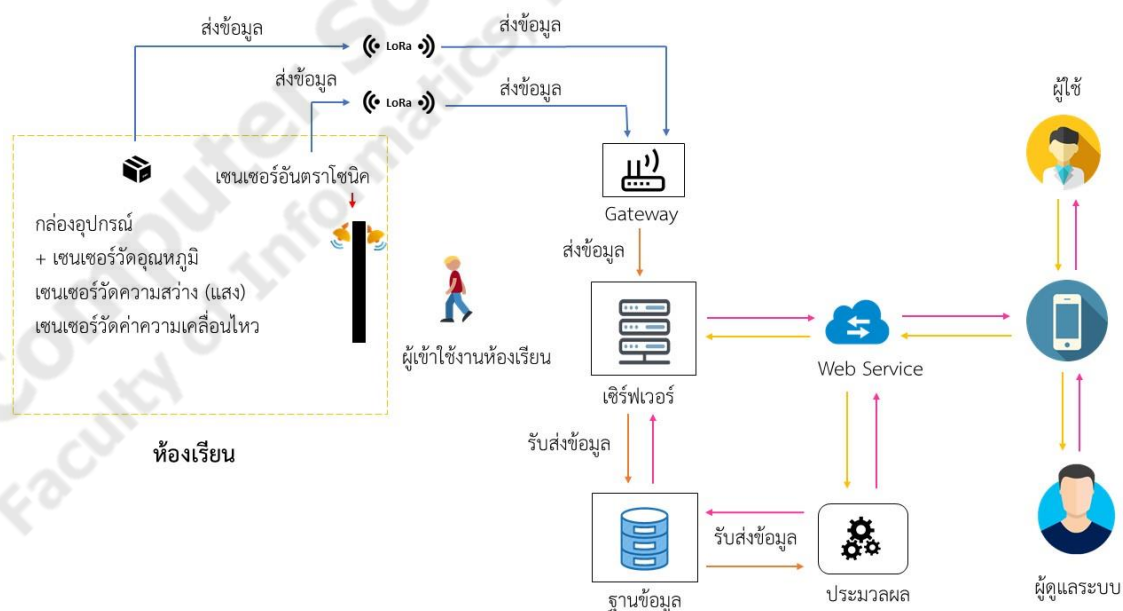 ส่งข้อมูล
LoRa
ส่งข้อมูล
ส่งข้อมูล
LoRa
ส่งข้อมูล
ผู้ใช้
เซนเซอร์อันตราโซนิค
กล่องอุปกรณ์
+ เซนเซอร์วัดอุณหภูมิ
เซนเซอร์วัดความสว่าง (แสง)
เซนเซอร์วัดค่าความเคลื่อนไหว
Gateway
ส่งข้อมูล
ผู้เข้าใช้งานห้องเรียน
Web Service
เซิร์ฟเวอร์
ห้องเรียน
รับส่งข้อมูล
รับส่งข้อมูล
ฐานข้อมูล
ประมวลผล
ผู้ดูแลระบบ
Computer Sc
Faculty of Informatics,